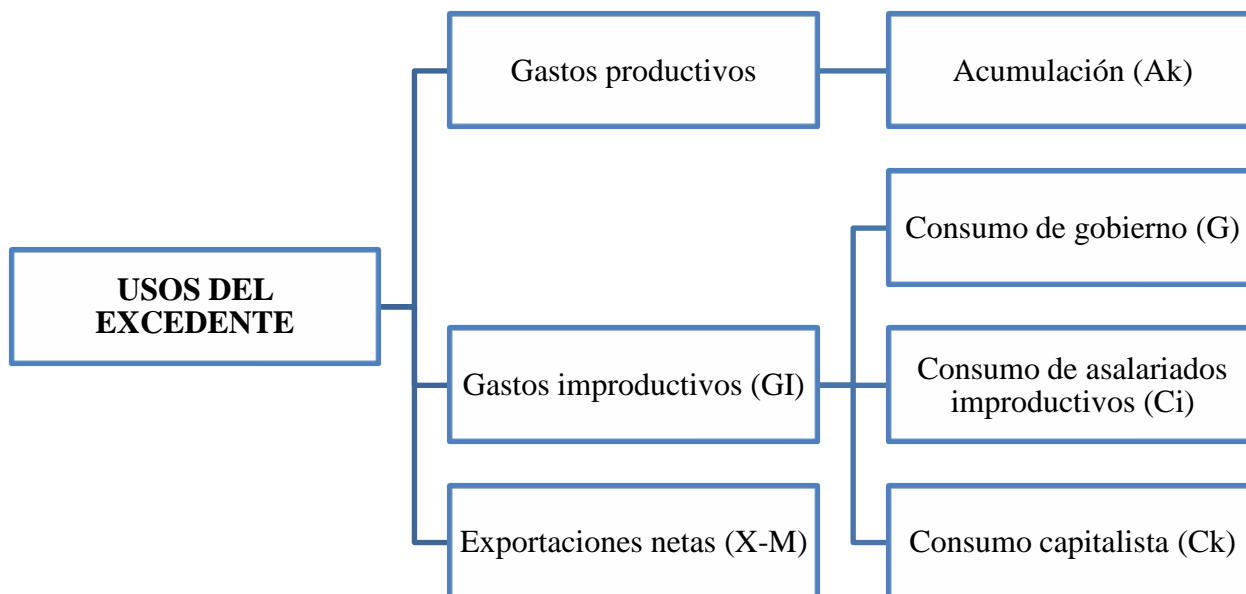 Gastos productivos
Acumulación (Ak)
Consumo de gobierno (G)
USOS DEL
EXCEDENTE
Gastos improductivos (GI)
Consumo de asalariados
improductivos (Ci)
Exportaciones netas (X-M)
Consumo capitalista (Ck)